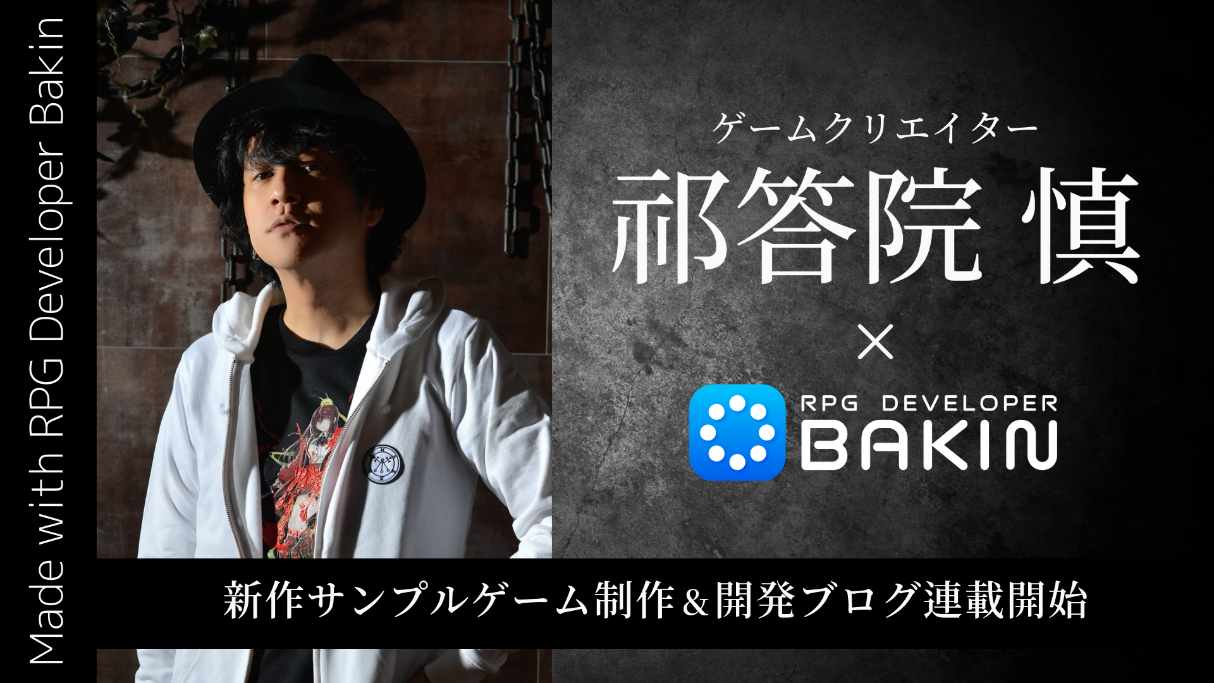 Made with RPG Developer Bakin
ゲームクリエイター
祁答院 慎
×
RPG DEVELOPER
BAKIN
新作サンプルゲーム制作＆開発ブログ連載開始